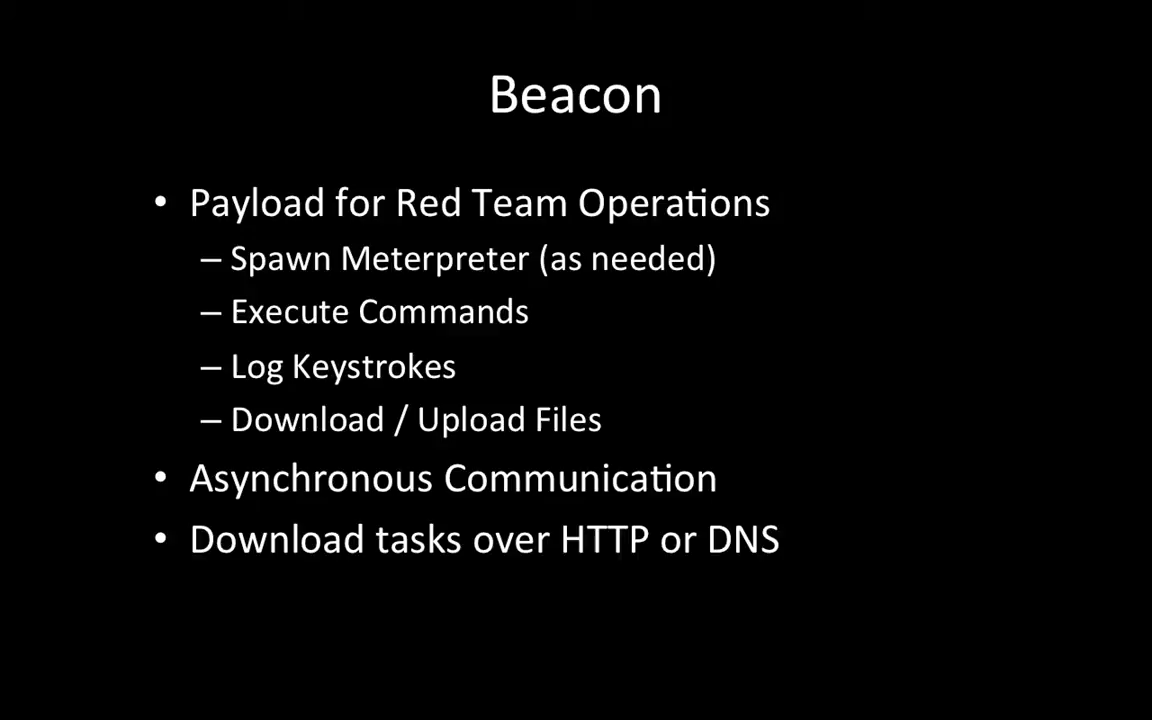 Beacon
• Payload for Red Team Operations
– Spawn Meterpreter (as needed)
– Execute Commands
– Log Keystrokes
– Download / Upload Files
• Asynchronous Communication
• Download tasks over HTTP or DNS